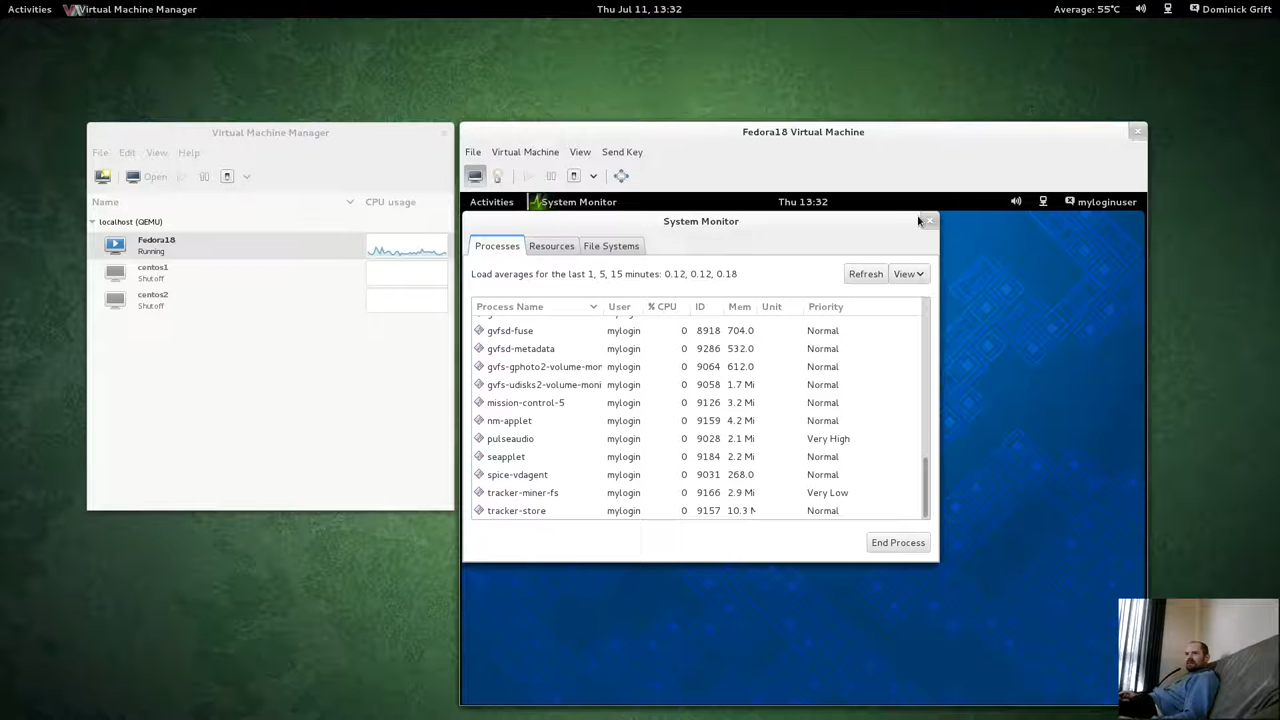 Activities Virtual Machine Manager Thu Jul 11, 13:32 Average: 55°C Dominick Grift
Virtual Machine Manager
File Edit View Help
Open
Name CPU usage
localhost (QEMU)
Fedora18
Running
centos1
Shutoff
centos2
Shutoff
Fedora18 Virtual Machine
File Virtual Machine View Send Key
Activities System Monitor Thu 13:32 myloginuser
System Monitor
Processes Resources File Systems
Load averages for the last 1, 5, 15 minutes: 0.12, 0.12, 0.18 Refresh View
Process Name User % CPU ID Mem Unit Priority
gvfsd-fuse mylogin 0 8918 704.0 Normal
gvfsd-metadata mylogin 0 9286 532.0 Normal
gvfs-gphoto2-volume-mor mylogin 0 9064 612.0 Normal
gvfs-udisks2-volume-moni mylogin 0 9058 1.7 Mi Normal
mission-control-5 mylogin 0 9126 3.2 Mi Normal
nm-applet mylogin 0 9159 4.2 Mi Normal
pulseaudio mylogin 0 9028 2.1 Mi Very High
seapplet mylogin 0 9184 2.2 Mi Normal
spice-vdagent mylogin 0 9031 268.0 Normal
tracker-miner-fs mylogin 0 9166 2.9 Mi Very Low
tracker-store mylogin 0 9157 10.3 M Normal
End Process